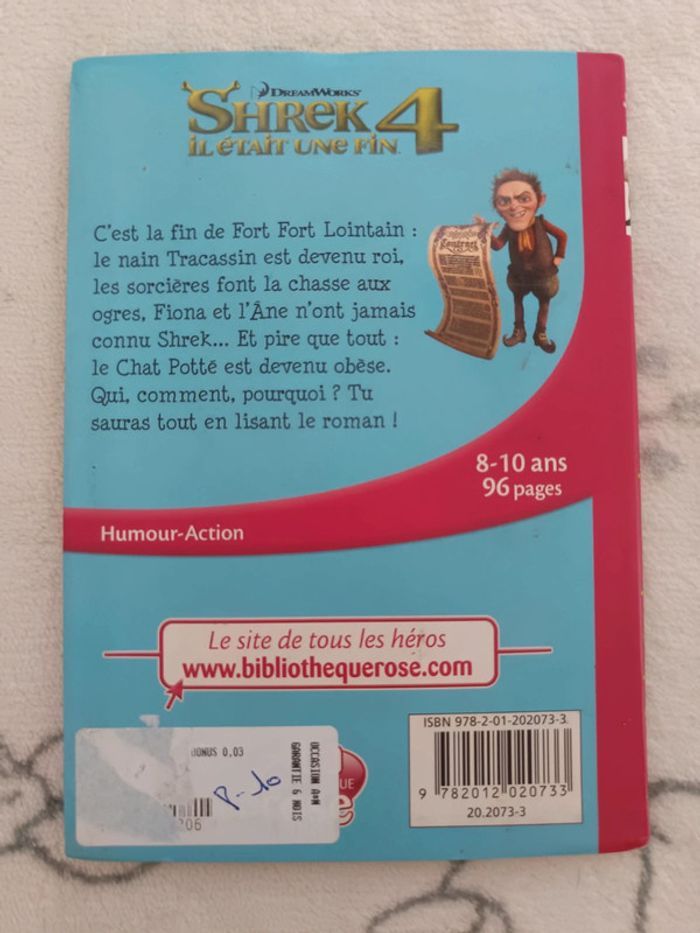 DREAMWORKS
SHREK 4
IL ÉTAIT UNE FIN
Contract
C'est la fin de Fort Fort Lointain :
le nain Tracassin est devenu roi,
les sorcières font la chasse aux
ogres, Fiona et l'Âne n'ont jamais
connu Shrek... Et pire que tout :
le Chat Potté est devenu obèse.
Qui, comment, pourquoi ? Tu
sauras tout en lisant le roman !
8-10 ans
96 pages
Humour-Action
Le site de tous les héros
www.bibliothequerose.com
BONUS 0,03
OCCASION A*N
GARANTIE 6 MOIS
206
ISBN 978-2-01-202073-3
9 782012 020733
20.2073-3